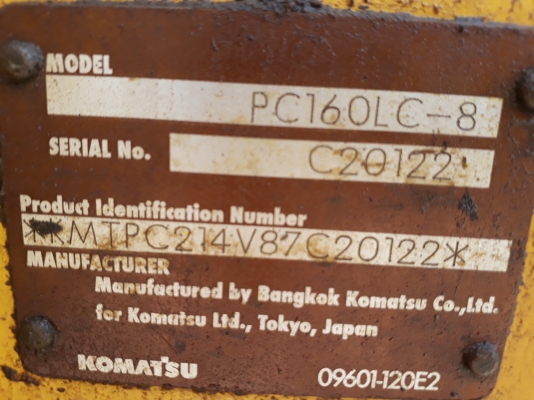 MODEL
PC160LC-8
SERIAL No.
C20122
Product Identification Number
*KMTPC214V87C20122*
MANUFACTURER
Manufactured by Bangkok Komatsu Co.,Ltd.
for Komatsu Ltd., Tokyo, Japan
KOMATSU
09601-120E2